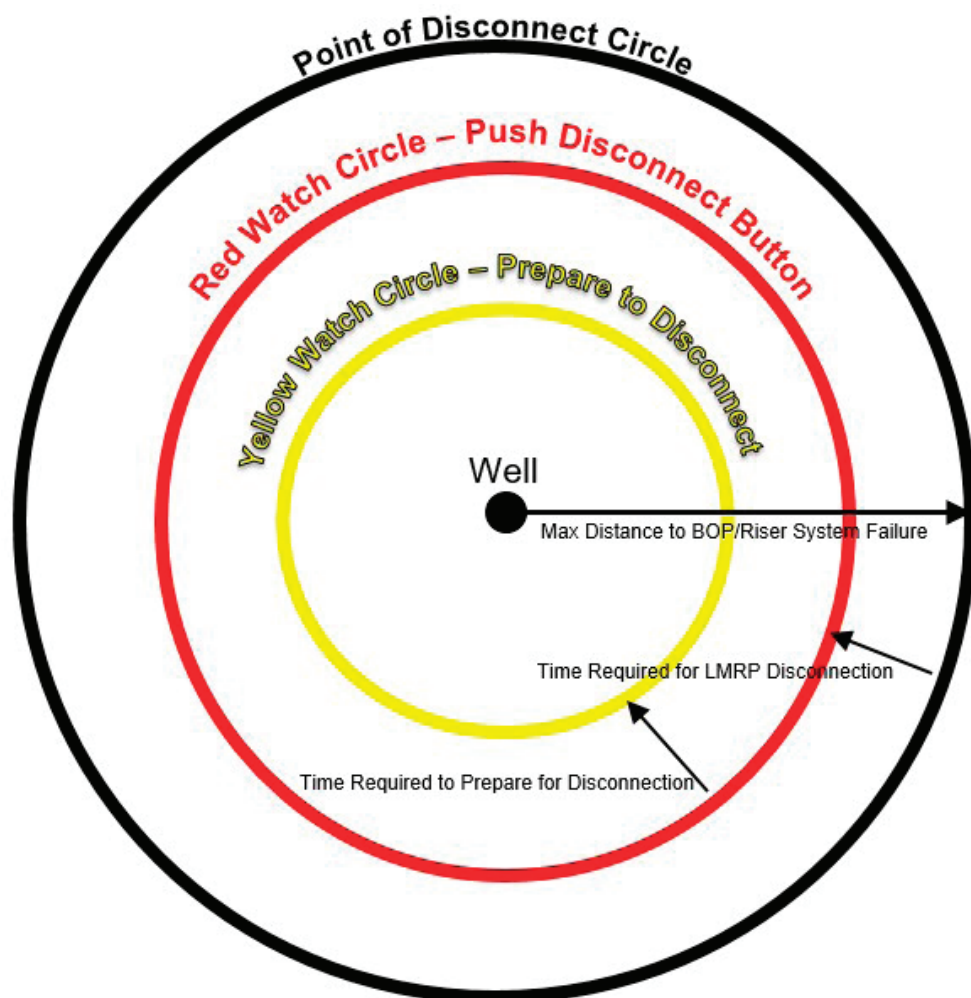 Point of Disconnect Circle
Red Watch Circle – Push Disconnect Button
Yellow Watch Circle – Prepare to Disconnect
Well
Max Distance to BOP/Riser System Failure
Time Required for LMRP Disconnection
Time Required to Prepare for Disconnection